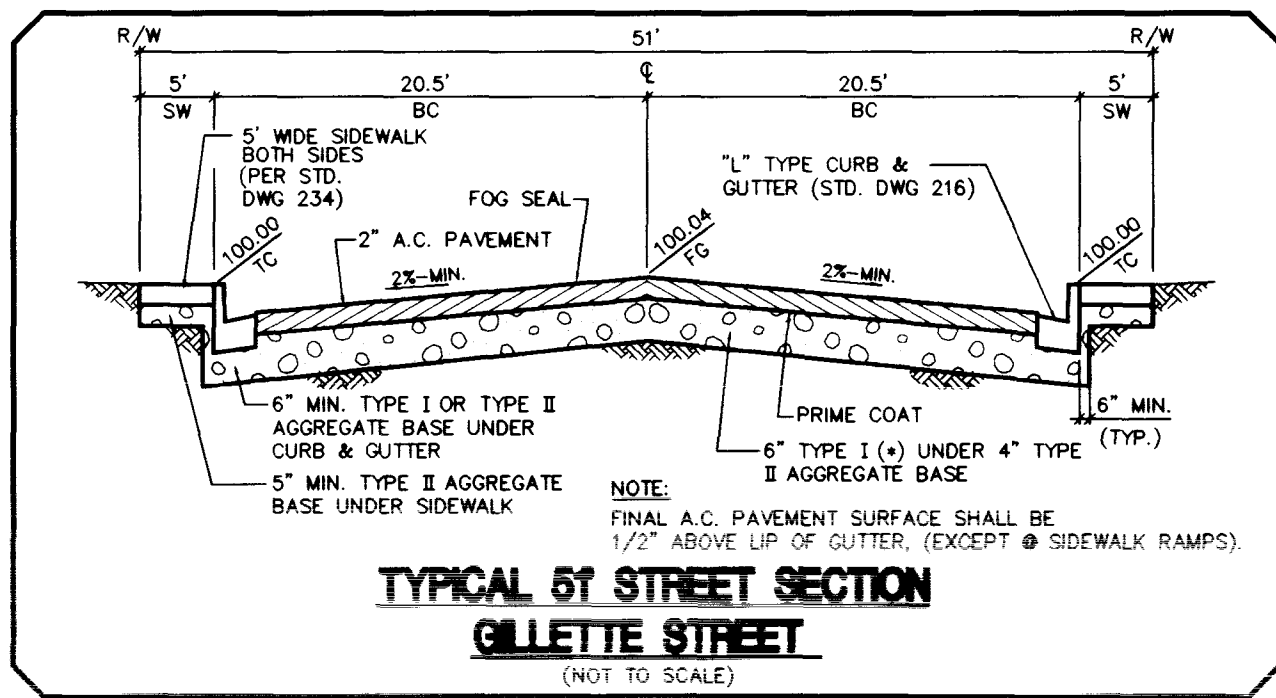 R/W
51'
R/W
5'
20.5'
℄
20.5'
5'
SW
BC
BC
SW
5' WIDE SIDEWALK
BOTH SIDES
(PER STD.
DWG 234)
"L" TYPE CURB &
GUTTER (STD. DWG 216)
FOG SEAL
100.00
TC
2" A.C. PAVEMENT
100.04
FG
100.00
TC
2%-MIN.
2%-MIN.
6" MIN. TYPE I OR TYPE II
AGGREGATE BASE UNDER
CURB & GUTTER
PRIME COAT
6" MIN.
(TYP.)
6" TYPE I (*) UNDER 4" TYPE
II AGGREGATE BASE
5" MIN. TYPE II AGGREGATE
BASE UNDER SIDEWALK
NOTE:
FINAL A.C. PAVEMENT SURFACE SHALL BE
1/2" ABOVE LIP OF GUTTER, (EXCEPT @ SIDEWALK RAMPS).
TYPICAL 51' STREET SECTION
GILLETTE STREET
(NOT TO SCALE)